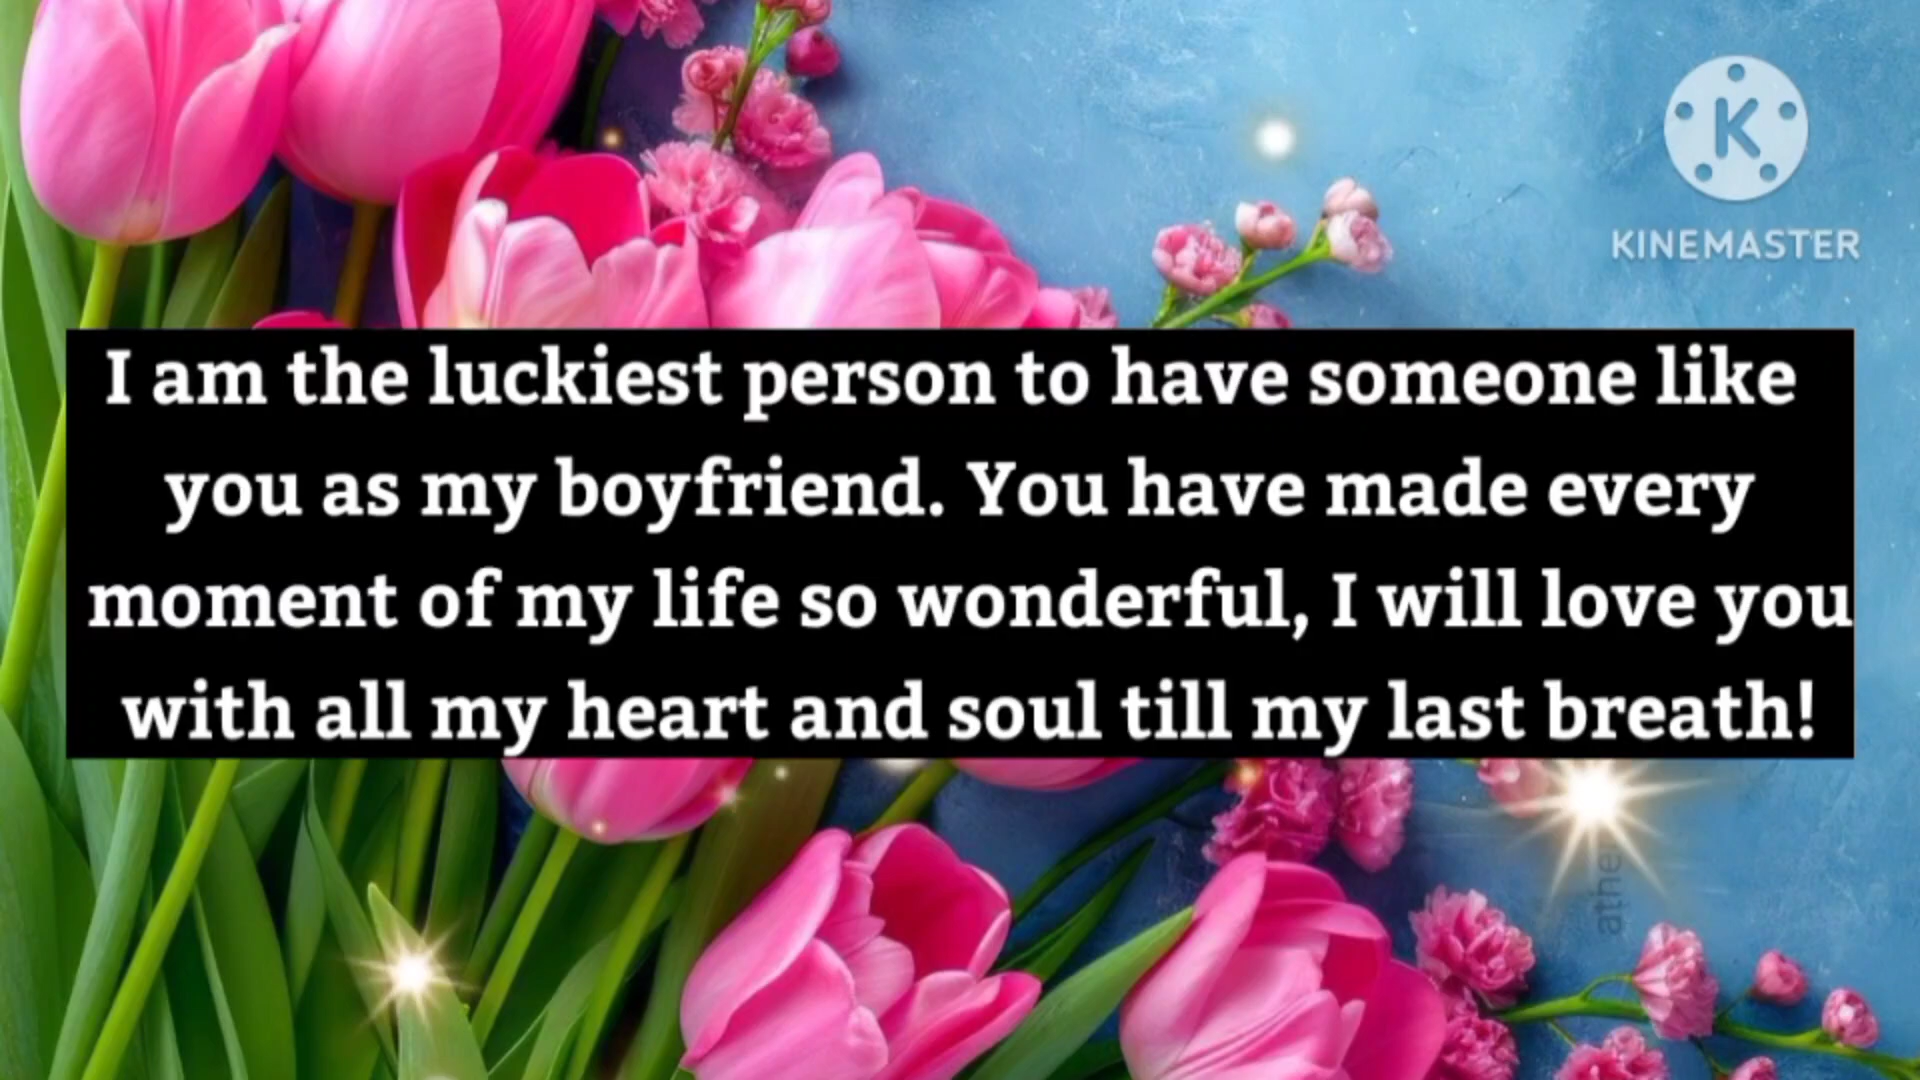 K
KINEMASTER
I am the luckiest person to have someone like
you as my boyfriend. You have made every
moment of my life so wonderful, I will love you
with all my heart and soul till my last breath!